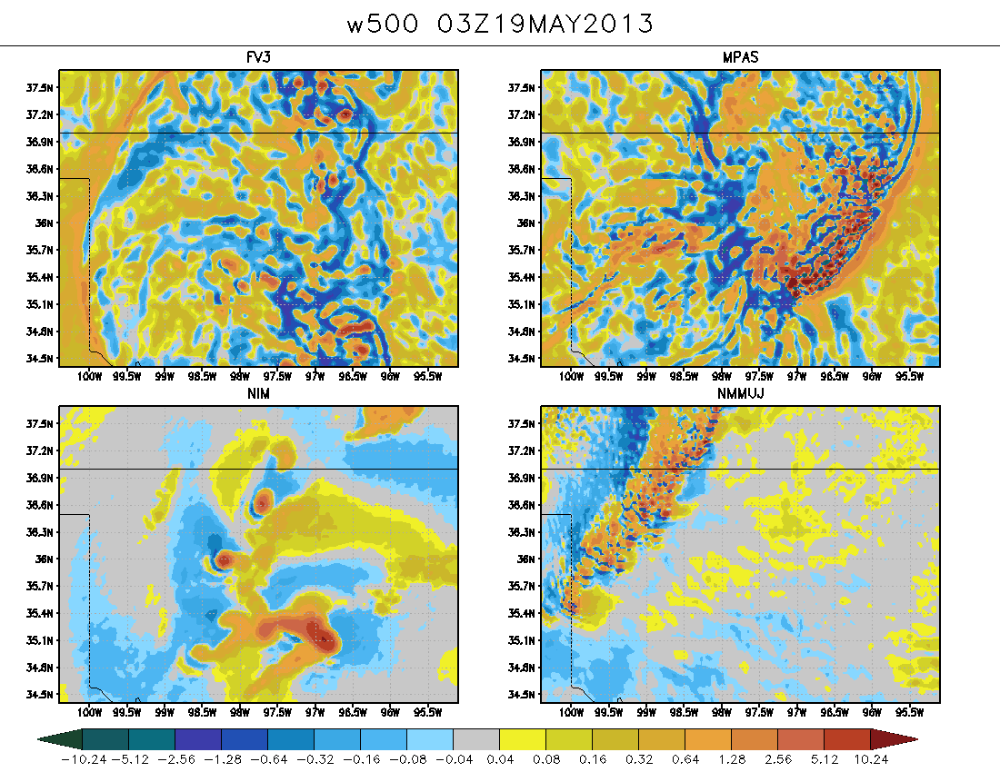 w500 03Z19MAY2013
FV3
MPAS
37.5N
37.2N
36.9N
36.6N
36.3N
36N
35.7N
35.4N
35.1N
34.8N
34.5N
100W 99.5W 99W 98.5W 98W 97.5W 97W 96.5W 96W 95.5W
37.5N
37.2N
36.9N
36.6N
36.3N
36N
35.7N
35.4N
35.1N
34.8N
34.5N
100W 99.5W 99W 98.5W 98W 97.5W 97W 96.5W 96W 95.5W
NIM
NMMUJ
37.5N
37.2N
36.9N
36.6N
36.3N
36N
35.7N
35.4N
35.1N
34.8N
34.5N
100W 99.5W 99W 98.5W 98W 97.5W 97W 96.5W 96W 95.5W
37.5N
37.2N
36.9N
36.6N
36.3N
36N
35.7N
35.4N
35.1N
34.8N
34.5N
100W 99.5W 99W 98.5W 98W 97.5W 97W 96.5W 96W 95.5W
−10.24 −5.12 −2.56 −1.28 −0.64 −0.32 −0.16 −0.08 −0.04 0.04 0.08 0.16 0.32 0.64 1.28 2.56 5.12 10.24